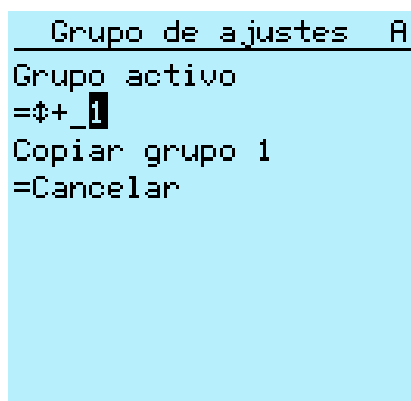 Grupo de ajustes A
Grupo activo
=↕+_1
Copiar grupo 1
=Cancelar